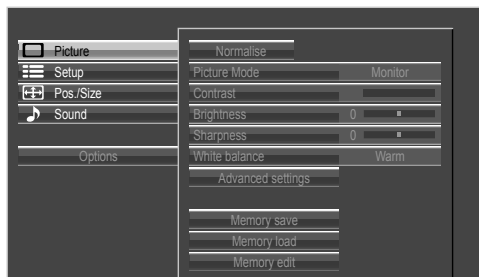 Picture
Setup
Pos./Size
Sound
Options
Normalise
Picture Mode Monitor
Contrast
Brightness 0
Sharpness 0
White balance Warm
Advanced settings
Memory save
Memory load
Memory edit